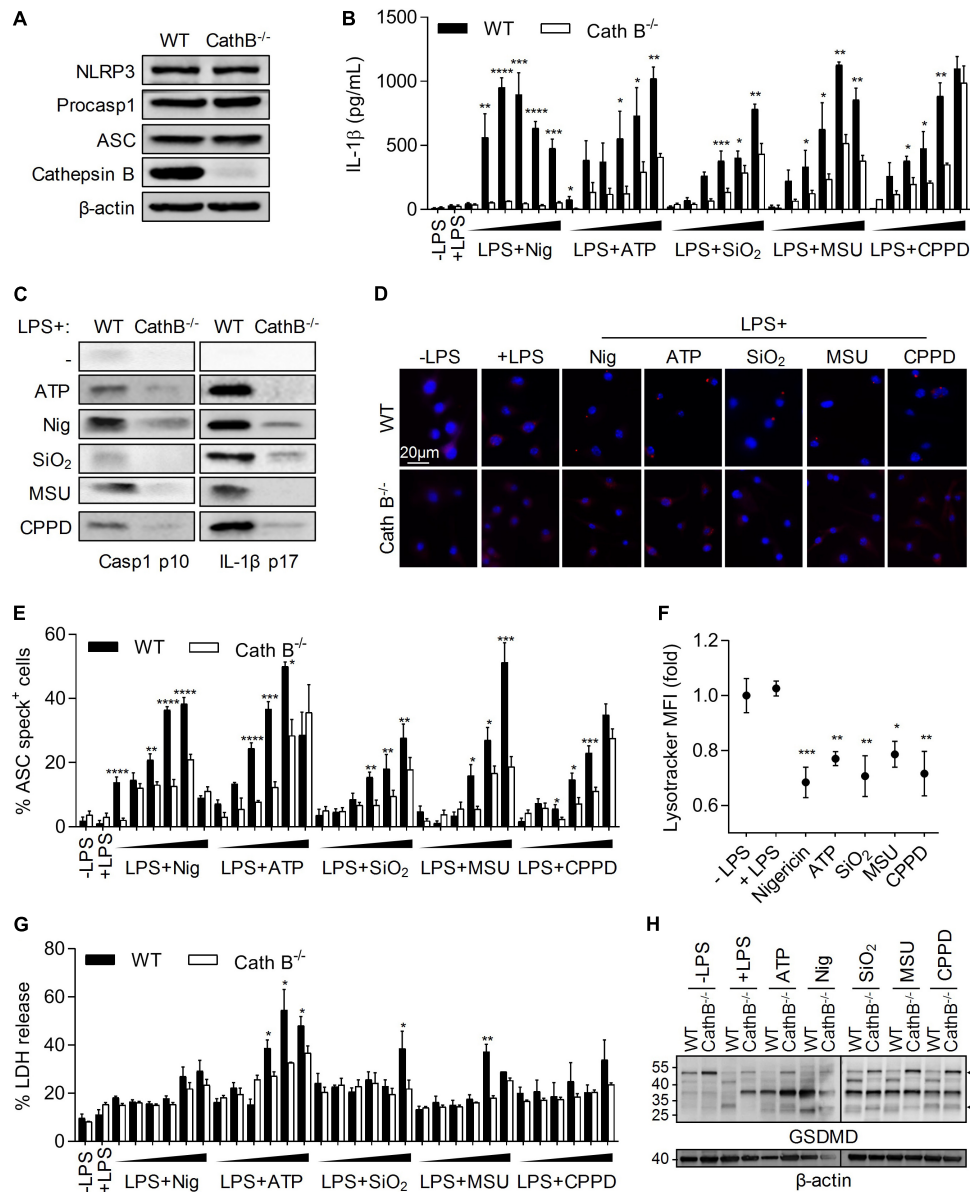 A
WT CathB-/-
NLRP3
Procasp1
ASC
Cathepsin B
β-actin
B
WT Cath B-/-
IL-1β (pg/mL)
1500
1000
500
0
** **** *** **** *** * * * ** *** * ** * * ** * * * **
-LPS
+LPS
LPS+Nig LPS+ATP LPS+SiO2 LPS+MSU LPS+CPPD
C
LPS+: WT CathB-/- WT CathB-/-
-
ATP
Nig
SiO2
MSU
CPPD
Casp1 p10 IL-1β p17
D
LPS+
-LPS +LPS Nig ATP SiO2 MSU CPPD
WT
20μm
Cath B-/-
E
WT Cath B-/-
% ASC speck+ cells
60
40
20
0
**** ** **** **** **** *** * ** ** ** * * *** * * ***
-LPS
+LPS
LPS+Nig LPS+ATP LPS+SiO2 LPS+MSU LPS+CPPD
F
Lysotracker MFI (fold)
1.2
1.0
0.8
0.6
*** ** ** * **
- LPS
+ LPS
Nigericin
ATP
SiO2
MSU
CPPD
G
WT Cath B-/-
% LDH release
80
60
40
20
0
* * * * **
-LPS
+LPS
LPS+Nig LPS+ATP LPS+SiO2 LPS+MSU LPS+CPPD
H
-LPS +LPS ATP Nig SiO2 MSU CPPD
WT CathB-/- WT CathB-/- WT CathB-/- WT CathB-/- WT CathB-/- WT CathB-/- WT CathB-/-
55
40
35
25
GSDMD
40
β-actin